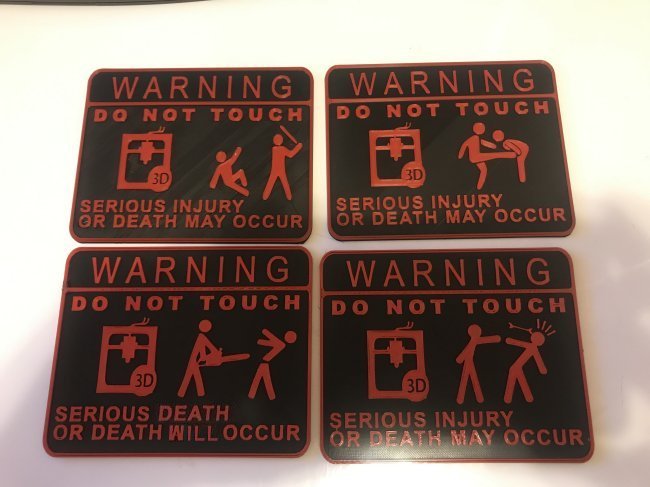 WARNING
DO NOT TOUCH
3D
SERIOUS INJURY
OR DEATH MAY OCCUR
WARNING
DO NOT TOUCH
3D
SERIOUS INJURY
OR DEATH MAY OCCUR
WARNING
DO NOT TOUCH
3D
SERIOUS DEATH
OR DEATH WILL OCCUR
WARNING
DO NOT TOUCH
3D
SERIOUS INJURY
OR DEATH MAY OCCUR